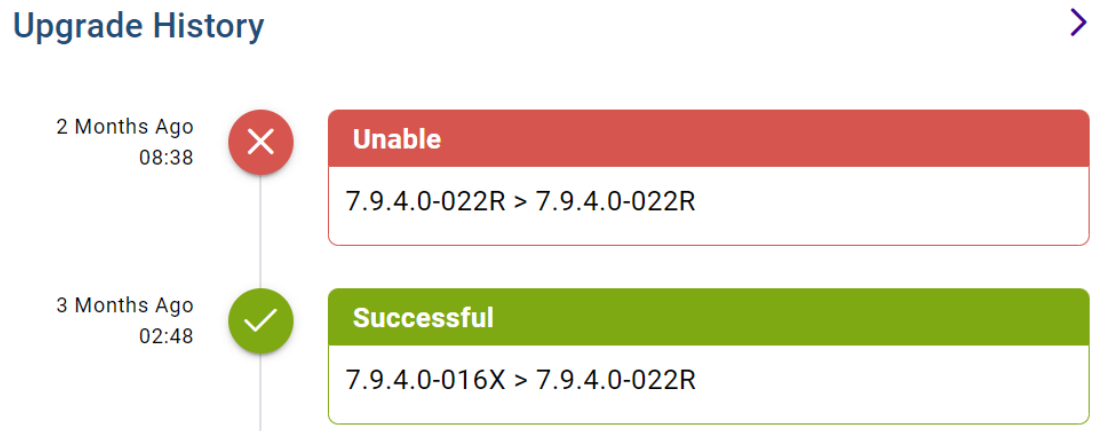 Upgrade History
2 Months Ago
08:38
Unable
7.9.4.0-022R > 7.9.4.0-022R
3 Months Ago
02:48
Successful
7.9.4.0-016X > 7.9.4.0-022R